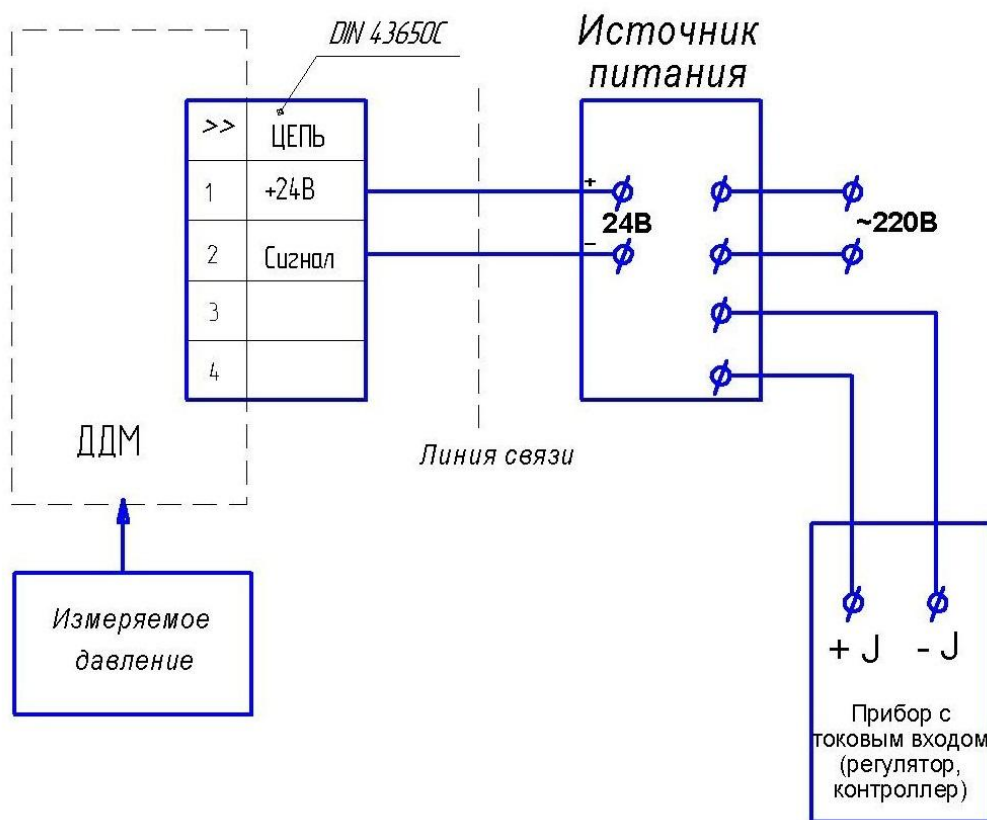 DIN 43650C
Источник
питания
>> ЦЕПЬ
1 +24В
2 Сигнал
3
4
+
24В
−
~220В
ДДМ
Линия связи
Измеряемое
давление
+ J - J
Прибор с
токовым входом
(регулятор,
контроллер)